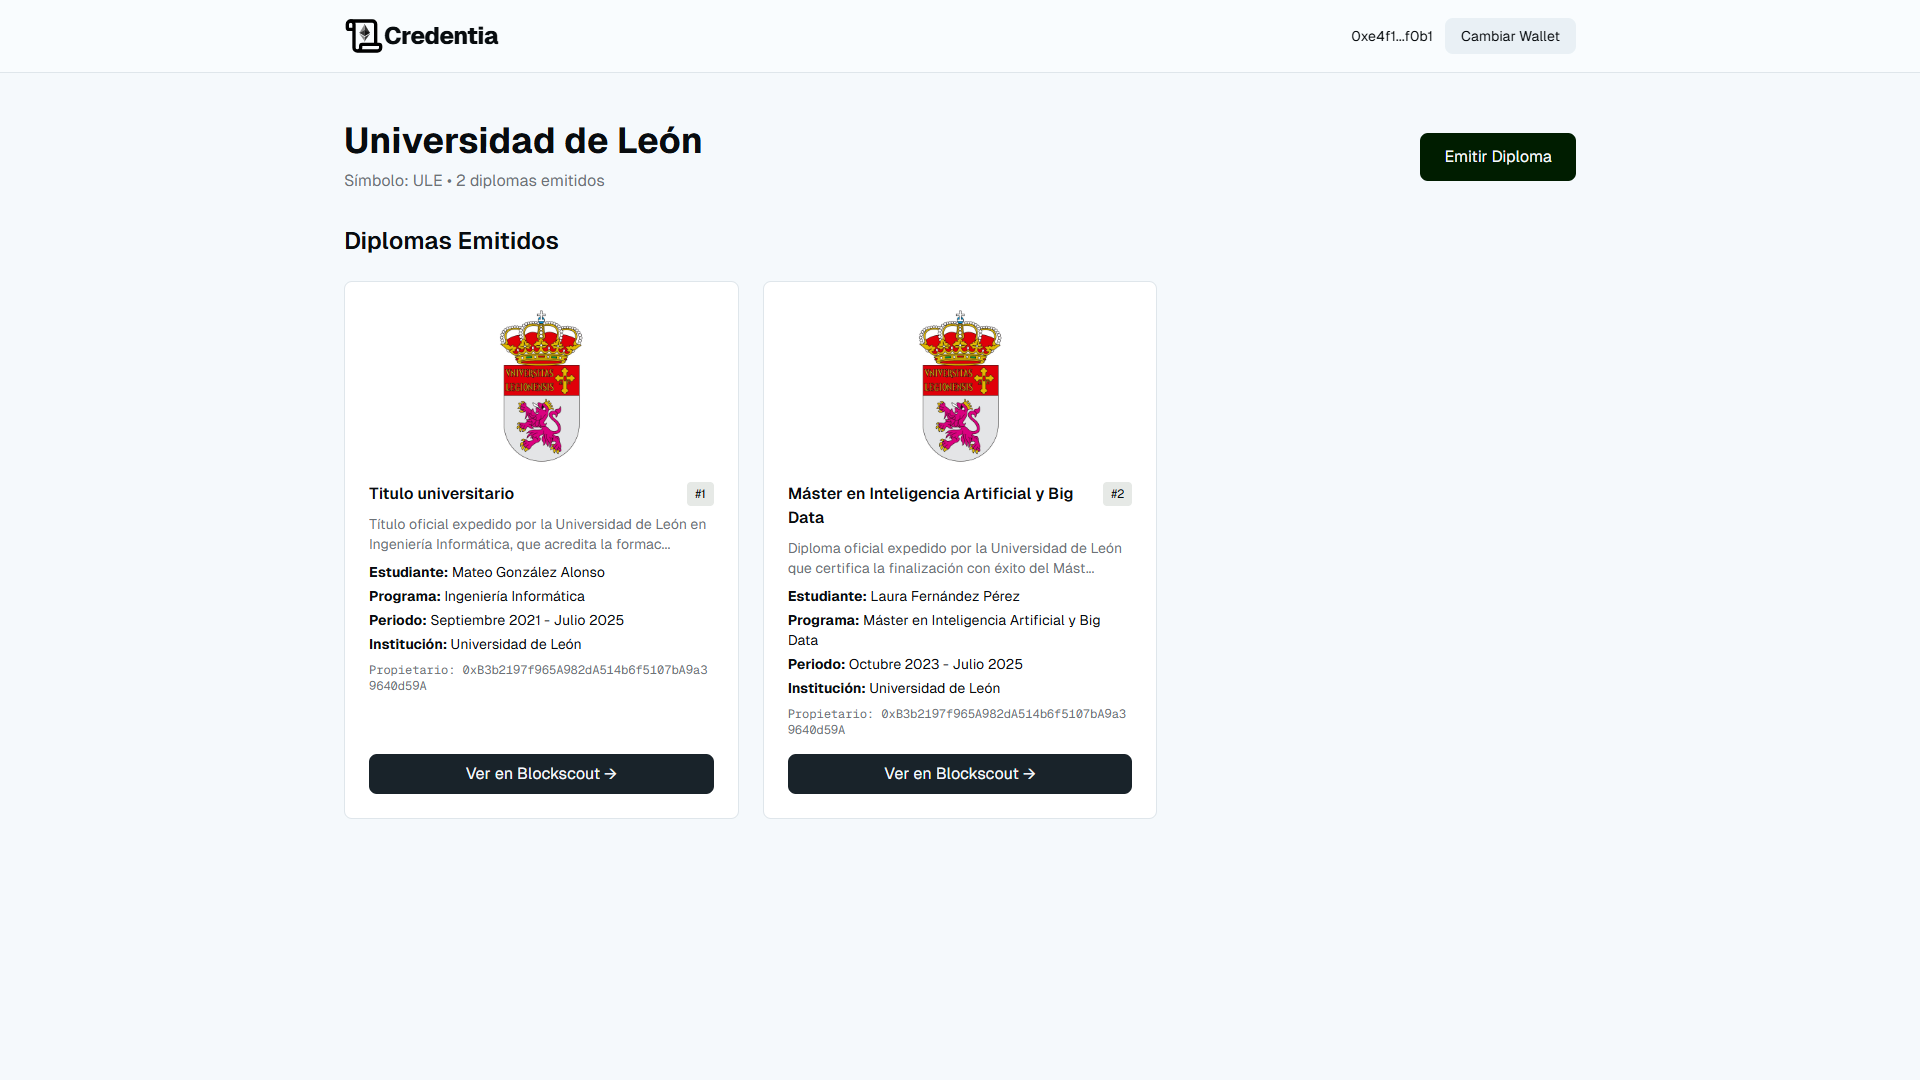 Credentia
0xe4f1...f0b1
Cambiar Wallet
Universidad de León
Símbolo: ULE • 2 diplomas emitidos
Emitir Diploma
Diplomas Emitidos
VNIVERSITAS
LEGIONENSIS
Titulo universitario
#1
Título oficial expedido por la Universidad de León en
Ingeniería Informática, que acredita la formac...
Estudiante: Mateo González Alonso
Programa: Ingeniería Informática
Periodo: Septiembre 2021 - Julio 2025
Institución: Universidad de León
Propietario: 0xB3b2197f965A982dA514b6f5107bA9a3
9640d59A
Ver en Blockscout →
VNIVERSITAS
LEGIONENSIS
Máster en Inteligencia Artificial y Big
Data
#2
Diploma oficial expedido por la Universidad de León
que certifica la finalización con éxito del Mást...
Estudiante: Laura Fernández Pérez
Programa: Máster en Inteligencia Artificial y Big
Data
Periodo: Octubre 2023 - Julio 2025
Institución: Universidad de León
Propietario: 0xB3b2197f965A982dA514b6f5107bA9a3
9640d59A
Ver en Blockscout →